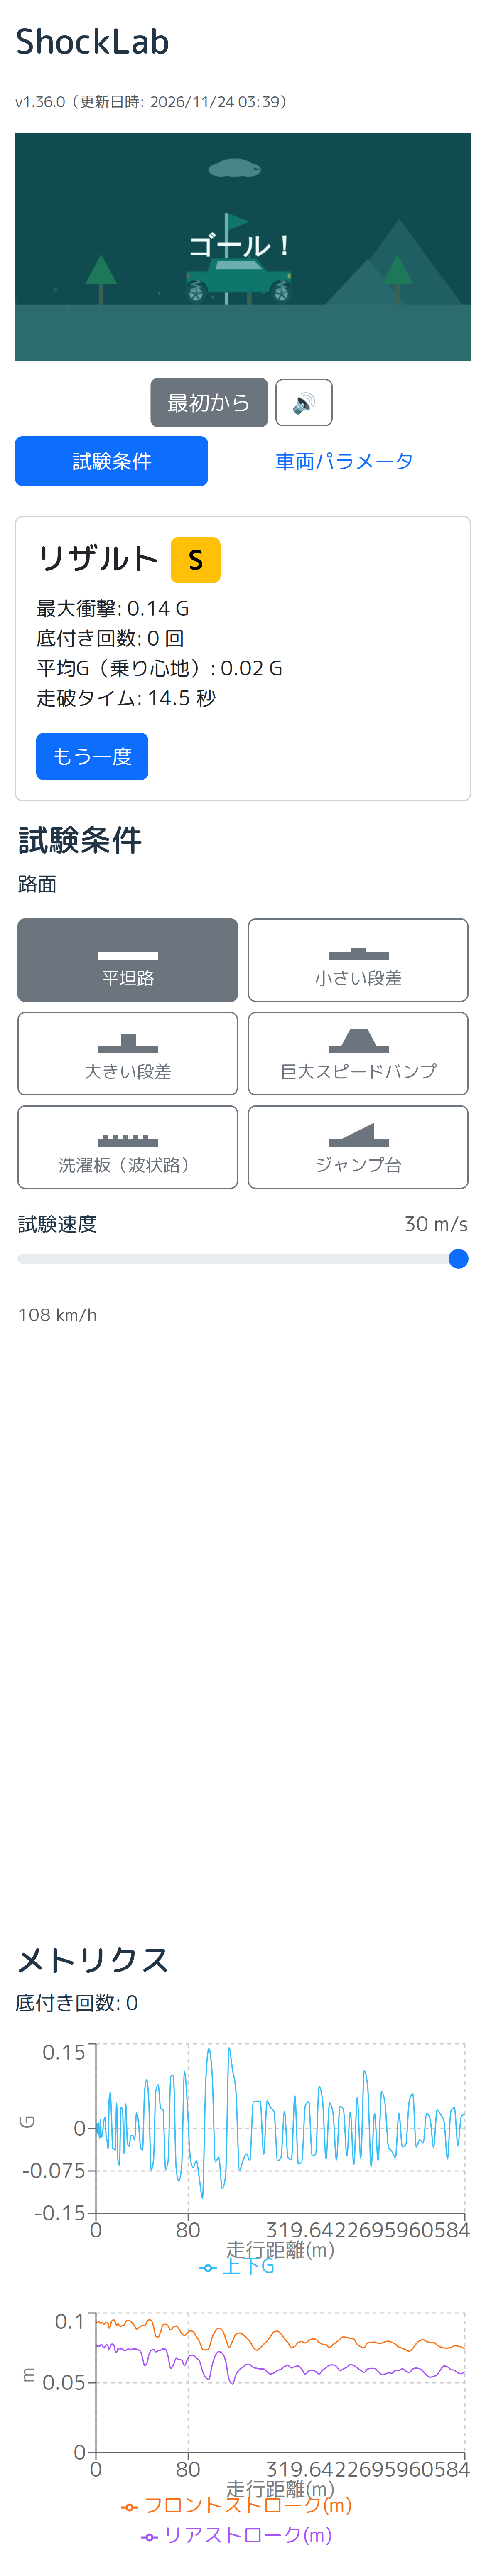 ShockLab
v1.36.0（更新日時: 2026/11/24 03:39）
ゴール！
最初から
試験条件
車両パラメータ
リザルト S
最大衝撃: 0.14 G
底付き回数: 0 回
平均G（乗り心地）: 0.02 G
走破タイム: 14.5 秒
もう一度
試験条件
路面
平坦路
小さい段差
大きい段差
巨大スピードバンプ
洗濯板（波状路）
ジャンプ台
試験速度 30 m/s
108 km/h
メトリクス
底付き回数: 0
0.15
G
0
-0.075
-0.15
0 80 319.6422695960584
走行距離(m)
上下G
0.1
m
0.05
0
0 80 319.6422695960584
走行距離(m)
フロントストローク(m)
リアストローク(m)